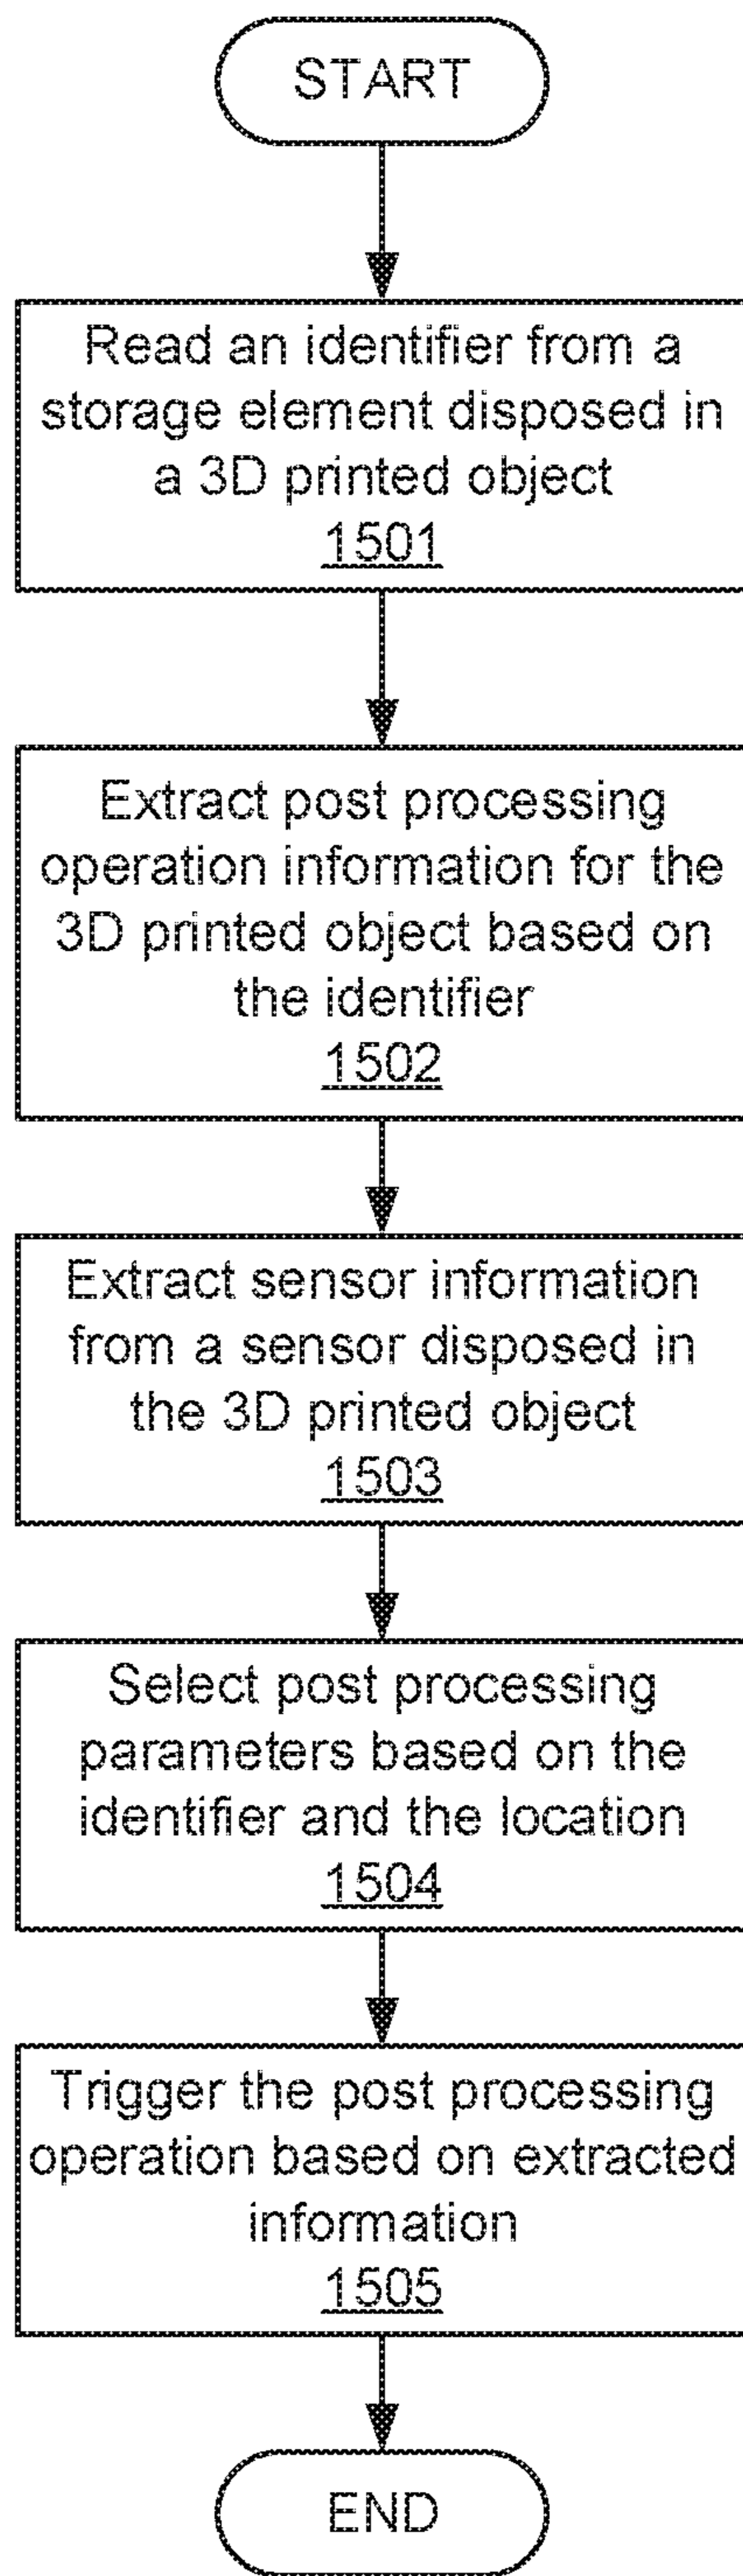 START
Read an identifier from a
storage element disposed in
a 3D printed object
1501
Extract post processing
operation information for the
3D printed object based on
the identifier
1502
Extract sensor information
from a sensor disposed in
the 3D printed object
1503
Select post processing
parameters based on the
identifier and the location
1504
Trigger the post processing
operation based on extracted
information
1505
END